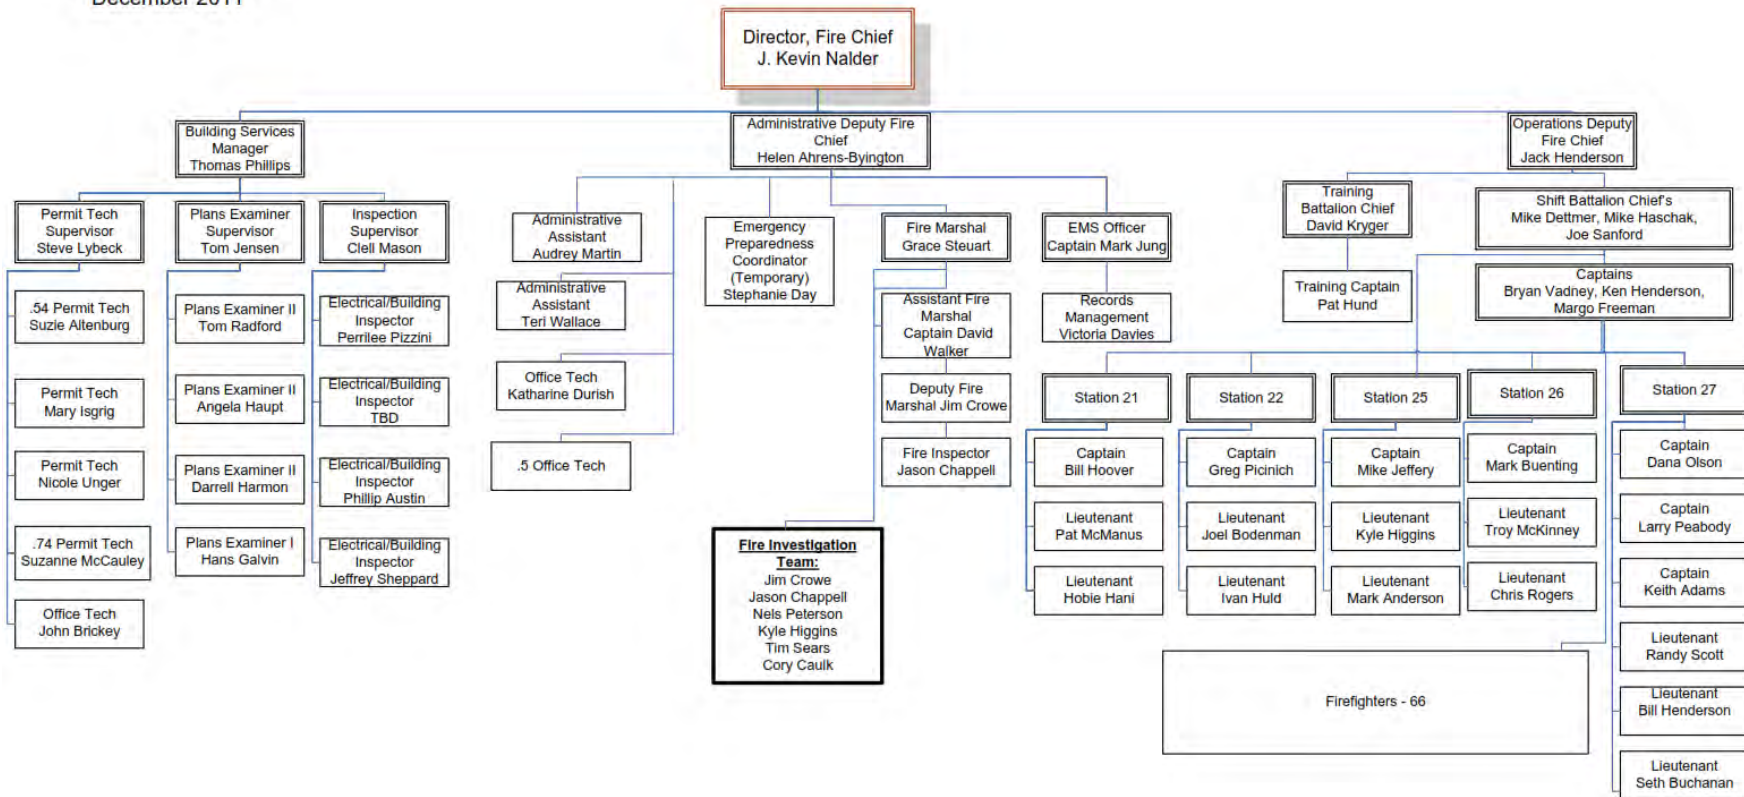 December 2011
Director, Fire Chief
J. Kevin Nalder
Building Services
Manager
Thomas Phillips
Administrative Deputy Fire
Chief
Helen Ahrens-Byington
Operations Deputy
Fire Chief
Jack Henderson
Permit Tech
Supervisor
Steve Lybeck
Plans Examiner
Supervisor
Tom Jensen
Inspection
Supervisor
Clell Mason
.54 Permit Tech
Suzie Altenburg
Permit Tech
Mary Isgrig
Permit Tech
Nicole Unger
.74 Permit Tech
Suzanne McCauley
Office Tech
John Brickey
Plans Examiner II
Tom Radford
Plans Examiner II
Angela Haupt
Plans Examiner II
Darrell Harmon
Plans Examiner I
Hans Galvin
Electrical/Building
Inspector
Perrilee Pizzini
Electrical/Building
Inspector
TBD
Electrical/Building
Inspector
Phillip Austin
Electrical/Building
Inspector
Jeffrey Sheppard
Administrative
Assistant
Audrey Martin
Administrative
Assistant
Teri Wallace
Office Tech
Katharine Durish
.5 Office Tech
Emergency
Preparedness
Coordinator
(Temporary)
Stephanie Day
Fire Marshal
Grace Steuart
Assistant Fire
Marshal
Captain David
Walker
Deputy Fire
Marshal Jim Crowe
Fire Inspector
Jason Chappell
Fire Investigation
Team:
Jim Crowe
Jason Chappell
Nels Peterson
Kyle Higgins
Tim Sears
Cory Caulk
EMS Officer
Captain Mark Jung
Records
Management
Victoria Davies
Training
Battalion Chief
David Kryger
Training Captain
Pat Hund
Shift Battalion Chief's
Mike Dettmer, Mike Haschak,
Joe Sanford
Captains
Bryan Vadney, Ken Henderson,
Margo Freeman
Station 21
Captain
Bill Hoover
Lieutenant
Pat McManus
Lieutenant
Hobie Hani
Station 22
Captain
Greg Picinich
Lieutenant
Joel Bodenman
Lieutenant
Ivan Huld
Station 25
Captain
Mike Jeffery
Lieutenant
Kyle Higgins
Lieutenant
Mark Anderson
Station 26
Captain
Mark Buenting
Lieutenant
Troy McKinney
Lieutenant
Chris Rogers
Station 27
Captain
Dana Olson
Captain
Larry Peabody
Captain
Keith Adams
Lieutenant
Randy Scott
Lieutenant
Bill Henderson
Lieutenant
Seth Buchanan
Firefighters - 66